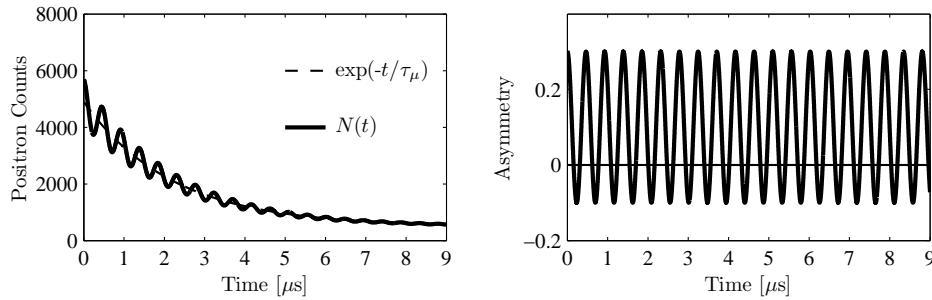 8000
6000
4000
2000
0
Positron Counts
exp(-t/τμ)
N(t)
0 1 2 3 4 5 6 7 8 9
Time [μs]
0.2
0
−0.2
Asymmetry
0 1 2 3 4 5 6 7 8 9
Time [μs]